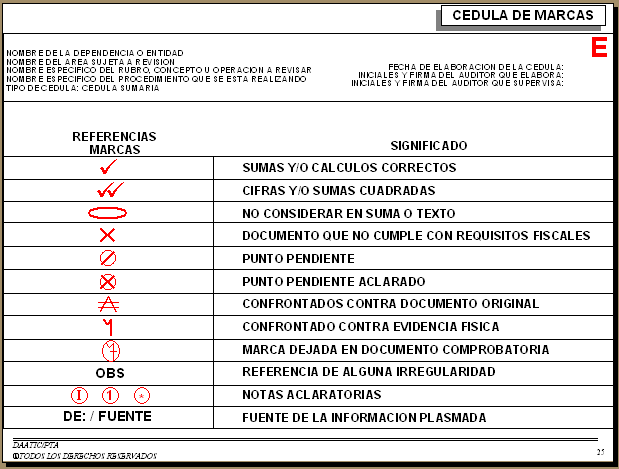 CEDULA DE MARCAS
E
NOMBRE DE LA DEPENDENCIA O ENTIDAD
NOMBRE DEL AREA SUJETA A REVISION
NOMBRE ESPECIFICO DEL RUBRO, CONCEPTO U OPERACION A REVISAR
NOMBRE ESPECIFICO DEL PROCEDIMIENTO QUE SE ESTA REALIZANDO
TIPO DE CEDULA: CEDULA SUMARIA
FECHA DE ELABORACION DE LA CEDULA:
INICIALES Y FIRMA DEL AUDITOR QUE ELABORA:
INICIALES Y FIRMA DEL AUDITOR QUE SUPERVISA:
REFERENCIAS
MARCAS
SIGNIFICADO
SUMAS Y/O CALCULOS CORRECTOS
CIFRAS Y/O SUMAS CUADRADAS
NO CONSIDERAR EN SUMA O TEXTO
DOCUMENTO QUE NO CUMPLE CON REQUISITOS FISCALES
PUNTO PENDIENTE
PUNTO PENDIENTE ACLARADO
CONFRONTADOS CONTRA DOCUMENTO ORIGINAL
CONFRONTADO CONTRA EVIDENCIA FISICA
MARCA DEJADA EN DOCUMENTO COMPROBATORIA
OBS REFERENCIA DE ALGUNA IRREGULARIDAD
I 1 * NOTAS ACLARATORIAS
DE: / FUENTE FUENTE DE LA INFORMACION PLASMADA
DAATIC/PTA
©TODOS LOS DERECHOS RESERVADOS
25